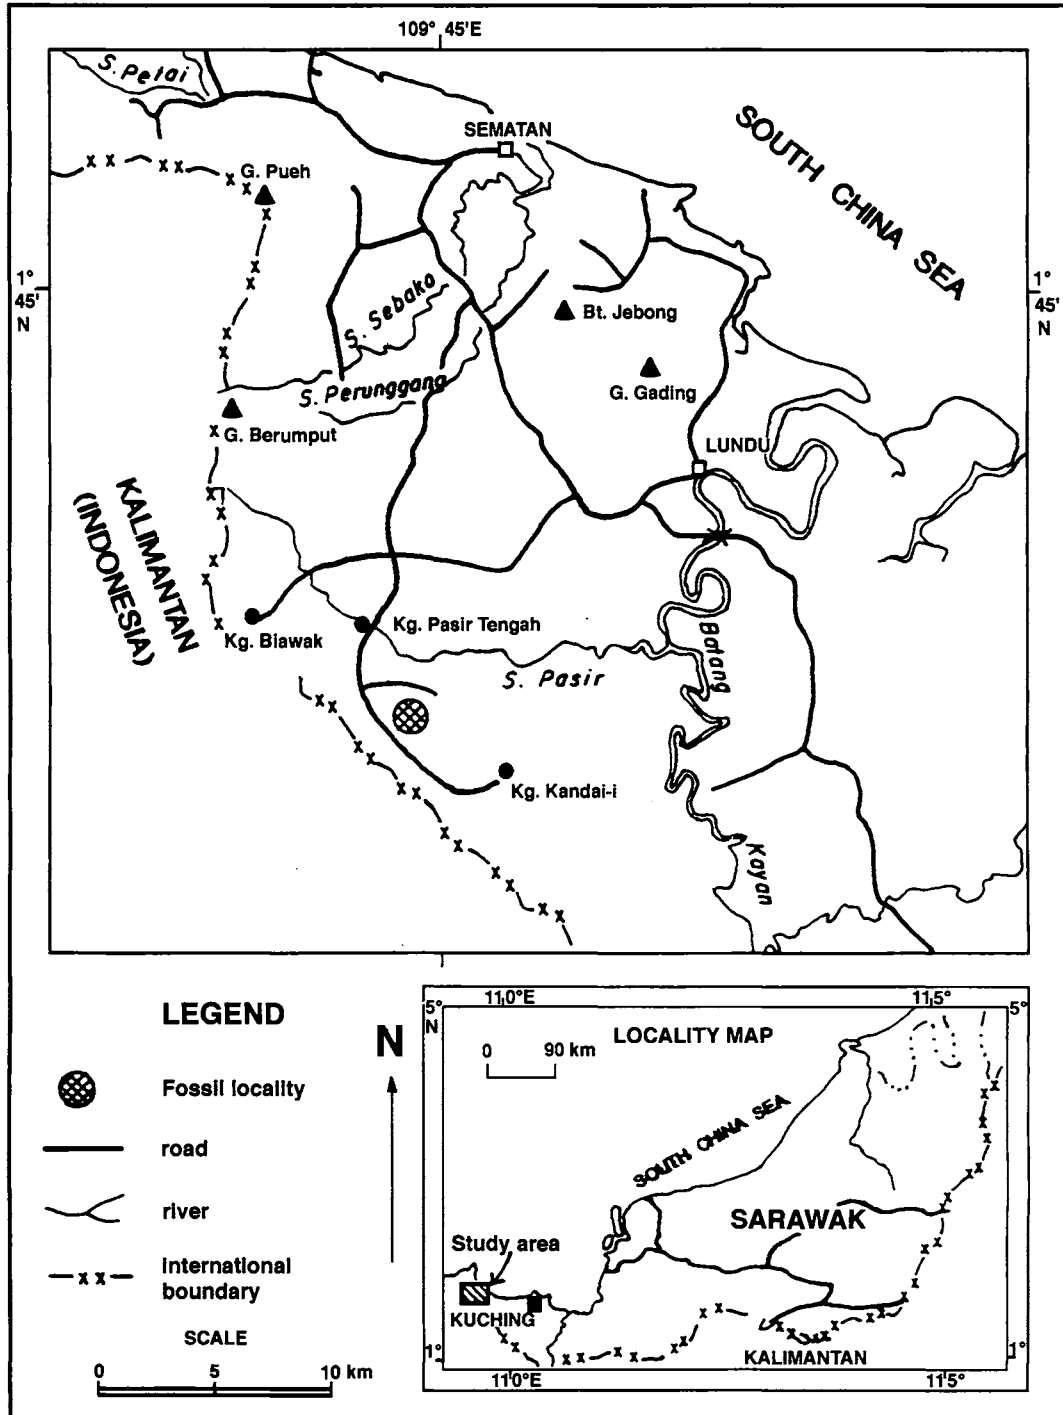 109° 45'E
S. Petai
SEMATAN
SOUTH CHINA SEA
G. Pueh
1°
45'
N
1°
45'
N
S. Sebako
Bt. Jebong
S. Perunggang
G. Gading
G. Berumput
LUNDU
KALIMANTAN
(INDONESIA)
Kg. Biawak
Kg. Pasir Tengah
S. Pasir
Batang
Kg. Kandai-i
Kayan
LEGEND
Fossil locality
road
river
international
boundary
SCALE
0 5 10 km
N
110°E
115°
5°
N
5°
LOCALITY MAP
0 90 km
SOUTH CHINA SEA
SARAWAK
Study area
KUCHING
KALIMANTAN
1°
1°
110°E
115°